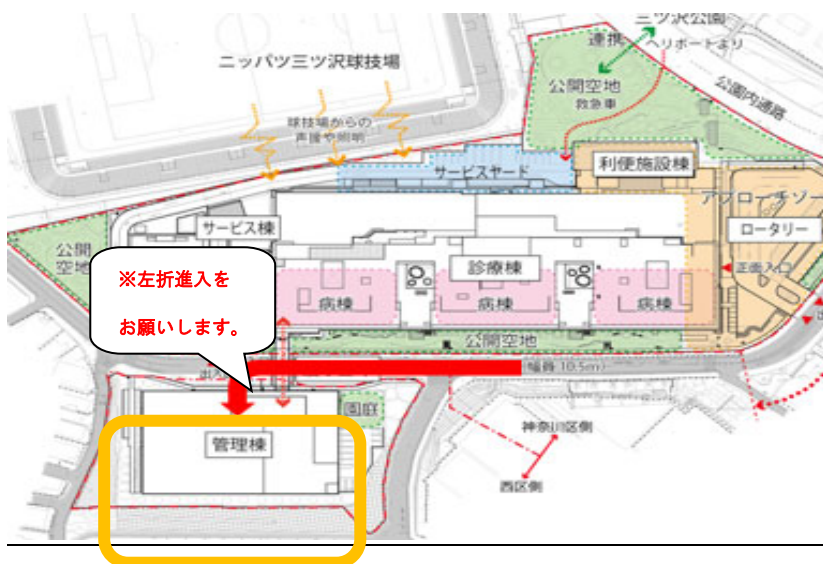 三ツ沢公園
連携
ヘリポートより
ニッパツ三ツ沢球技場
公開空地
救急車
公園内通路
球技場からの
声援や照明
サービスヤード
利便施設棟
アプローチゾー
サービス棟
ロータリー
公開
空地
診療棟
正面入口
※左折進入を
お願いします。
病棟
病棟
病棟
公開空地
幅員 10.5m）
園庭
管理棟
神奈川区側
西区側